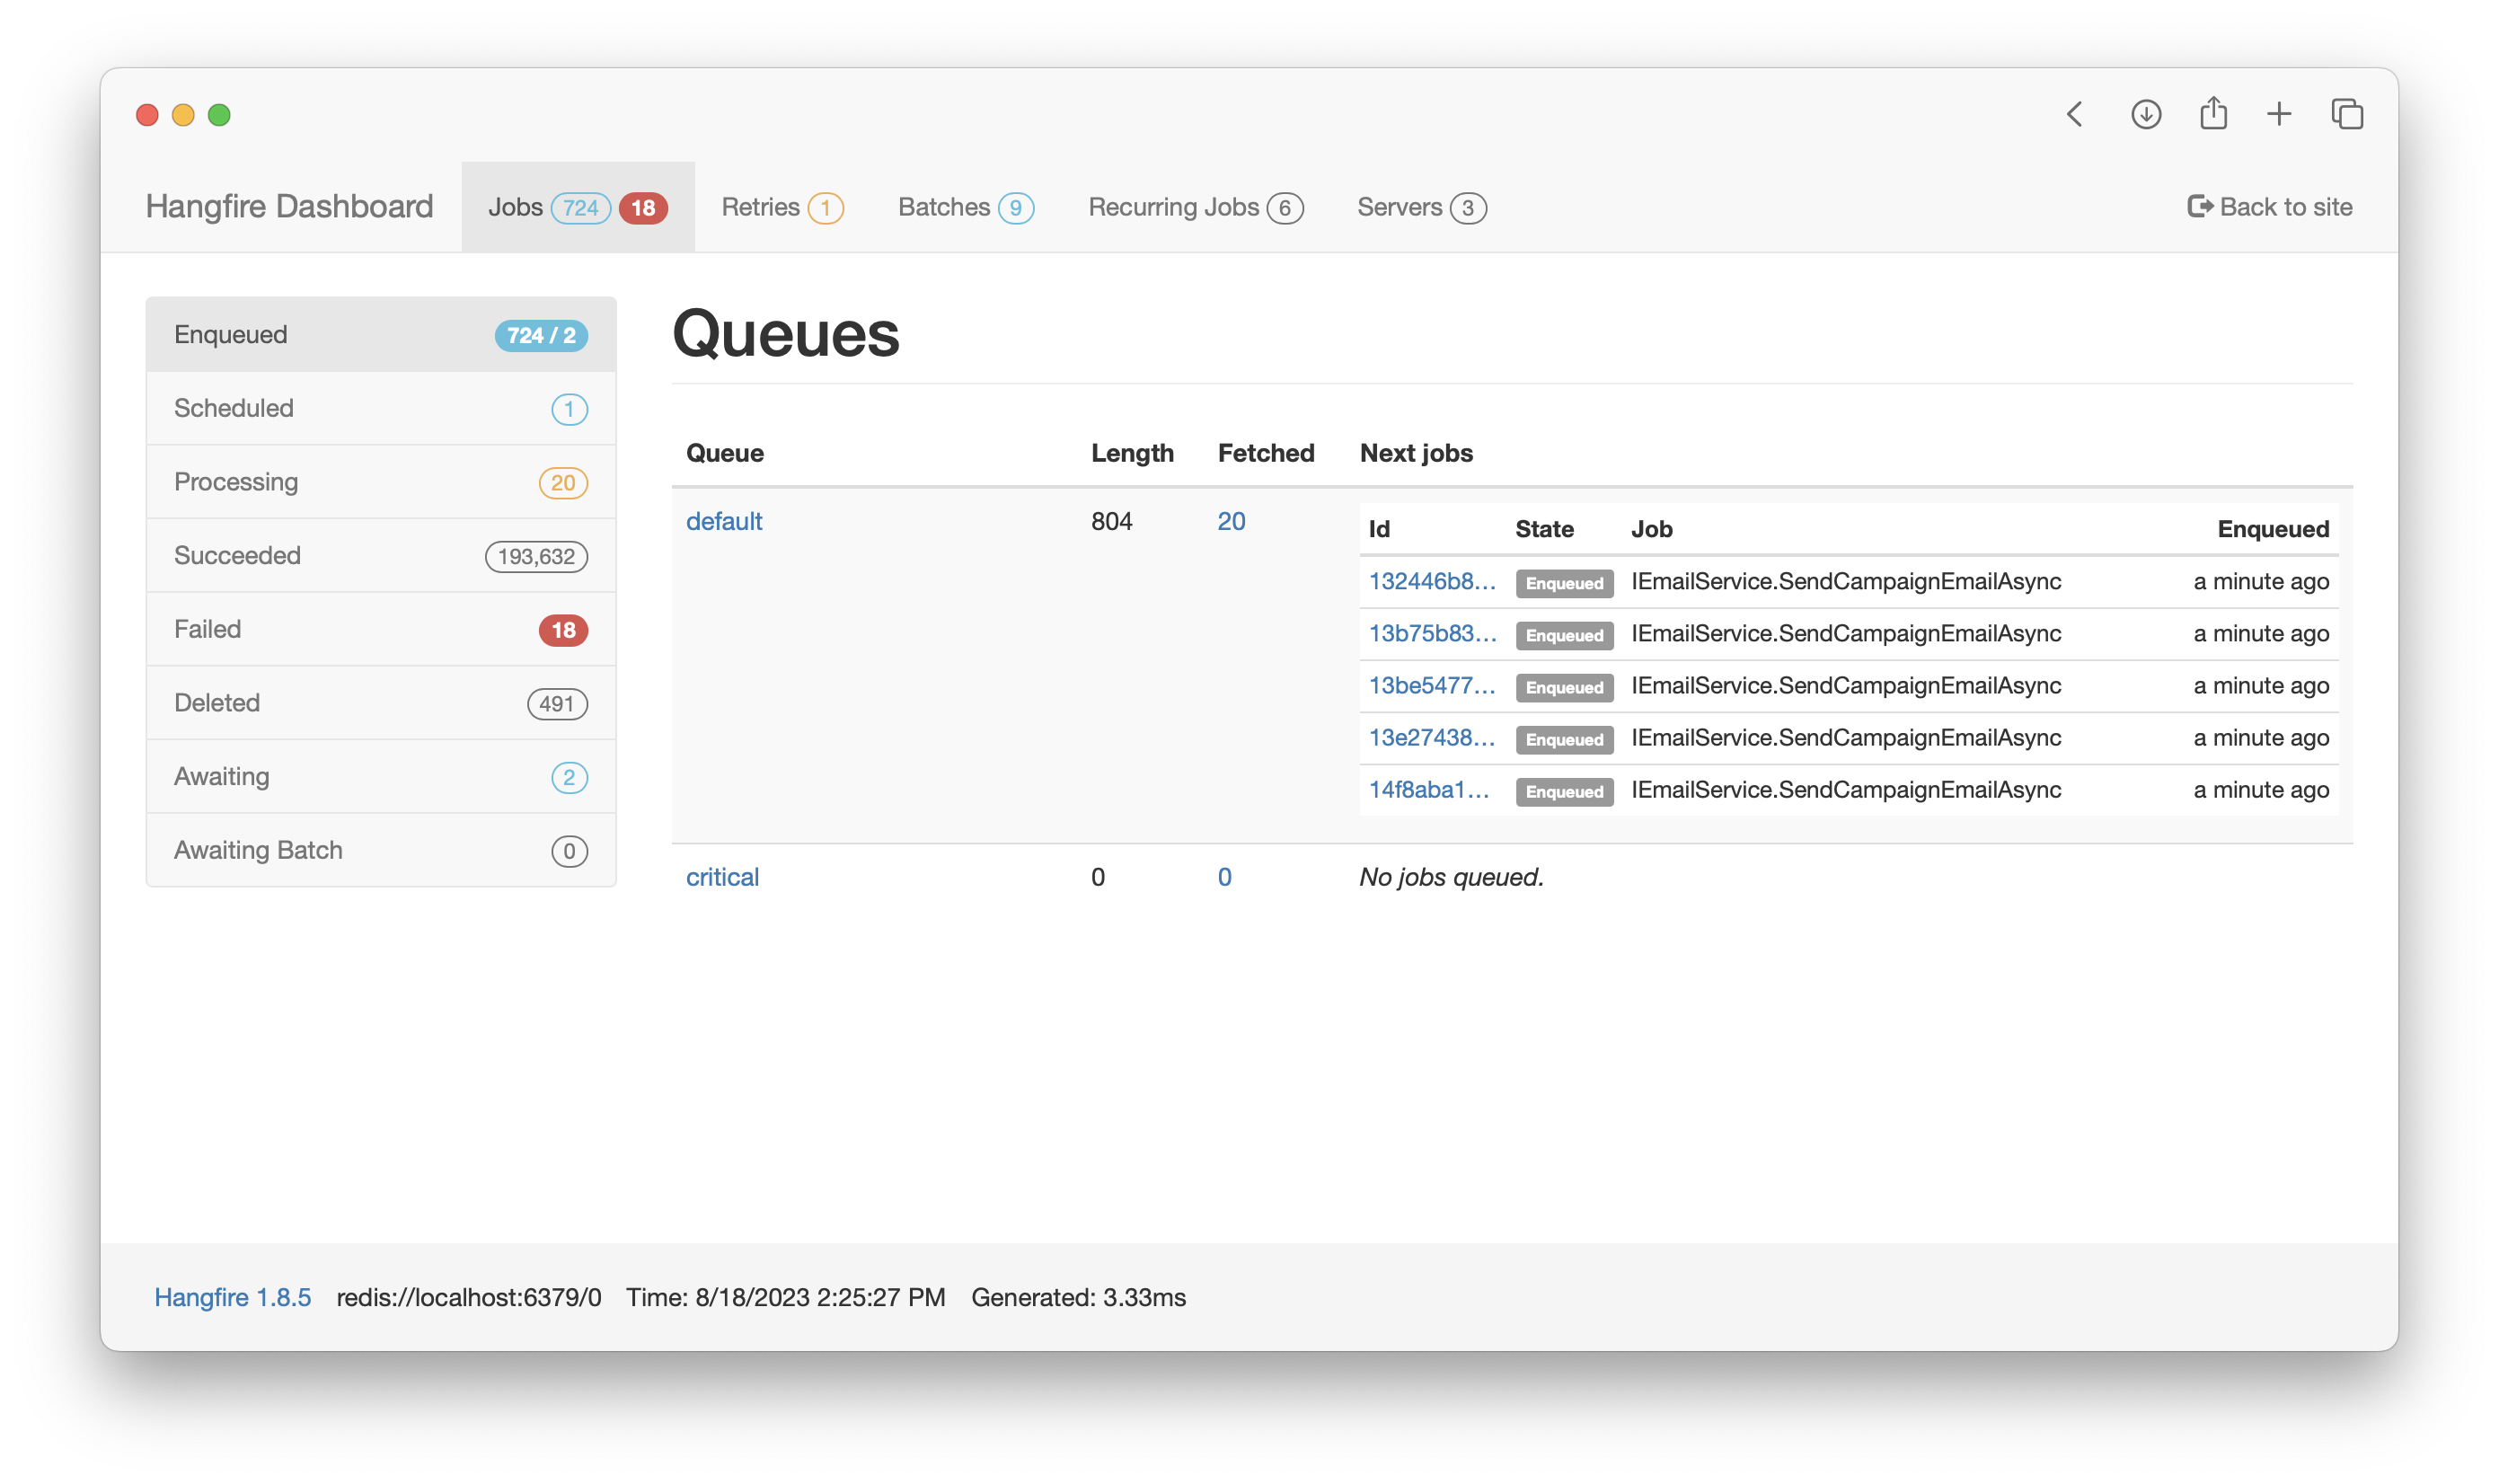 Hangfire Dashboard Jobs 724 18 Retries 1 Batches 9 Recurring Jobs 6 Servers 3 Back to site
Enqueued 724 / 2
Scheduled 1
Processing 20
Succeeded 193,632
Failed 18
Deleted 491
Awaiting 2
Awaiting Batch 0
Queues
Queue Length Fetched Next jobs
default 804 20
Id State Job Enqueued
132446b8... Enqueued IEmailService.SendCampaignEmailAsync a minute ago
13b75b83... Enqueued IEmailService.SendCampaignEmailAsync a minute ago
13be5477... Enqueued IEmailService.SendCampaignEmailAsync a minute ago
13e27438... Enqueued IEmailService.SendCampaignEmailAsync a minute ago
14f8aba1... Enqueued IEmailService.SendCampaignEmailAsync a minute ago
critical 0 0 No jobs queued.
Hangfire 1.8.5 redis://localhost:6379/0 Time: 8/18/2023 2:25:27 PM Generated: 3.33ms